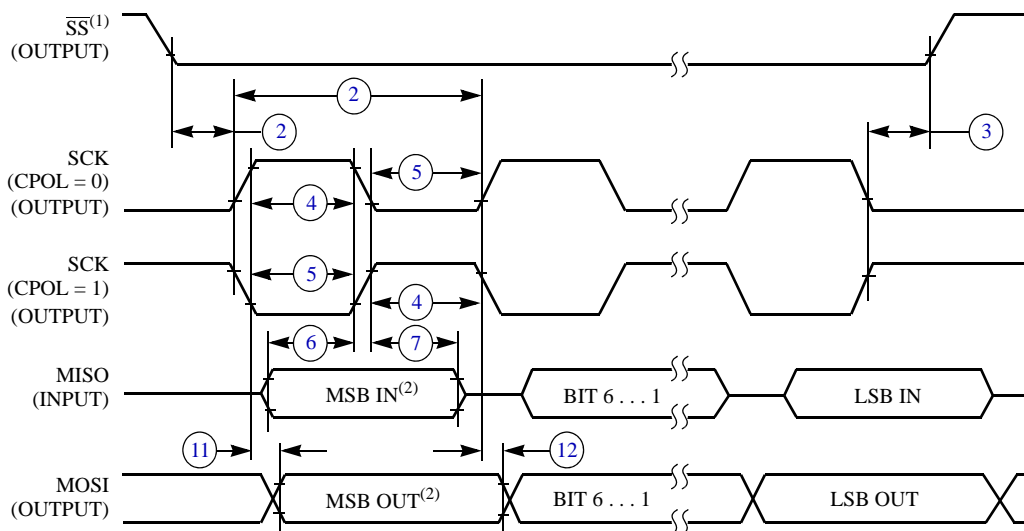 SS(1)
(OUTPUT)
2
2
3
SCK
(CPOL = 0)
(OUTPUT)
5
4
SCK
(CPOL = 1)
(OUTPUT)
5
4
6
7
MISO
(INPUT)
MSB IN(2)
BIT 6 . . . 1
LSB IN
11
12
MOSI
(OUTPUT)
MSB OUT(2)
BIT 6 . . . 1
LSB OUT